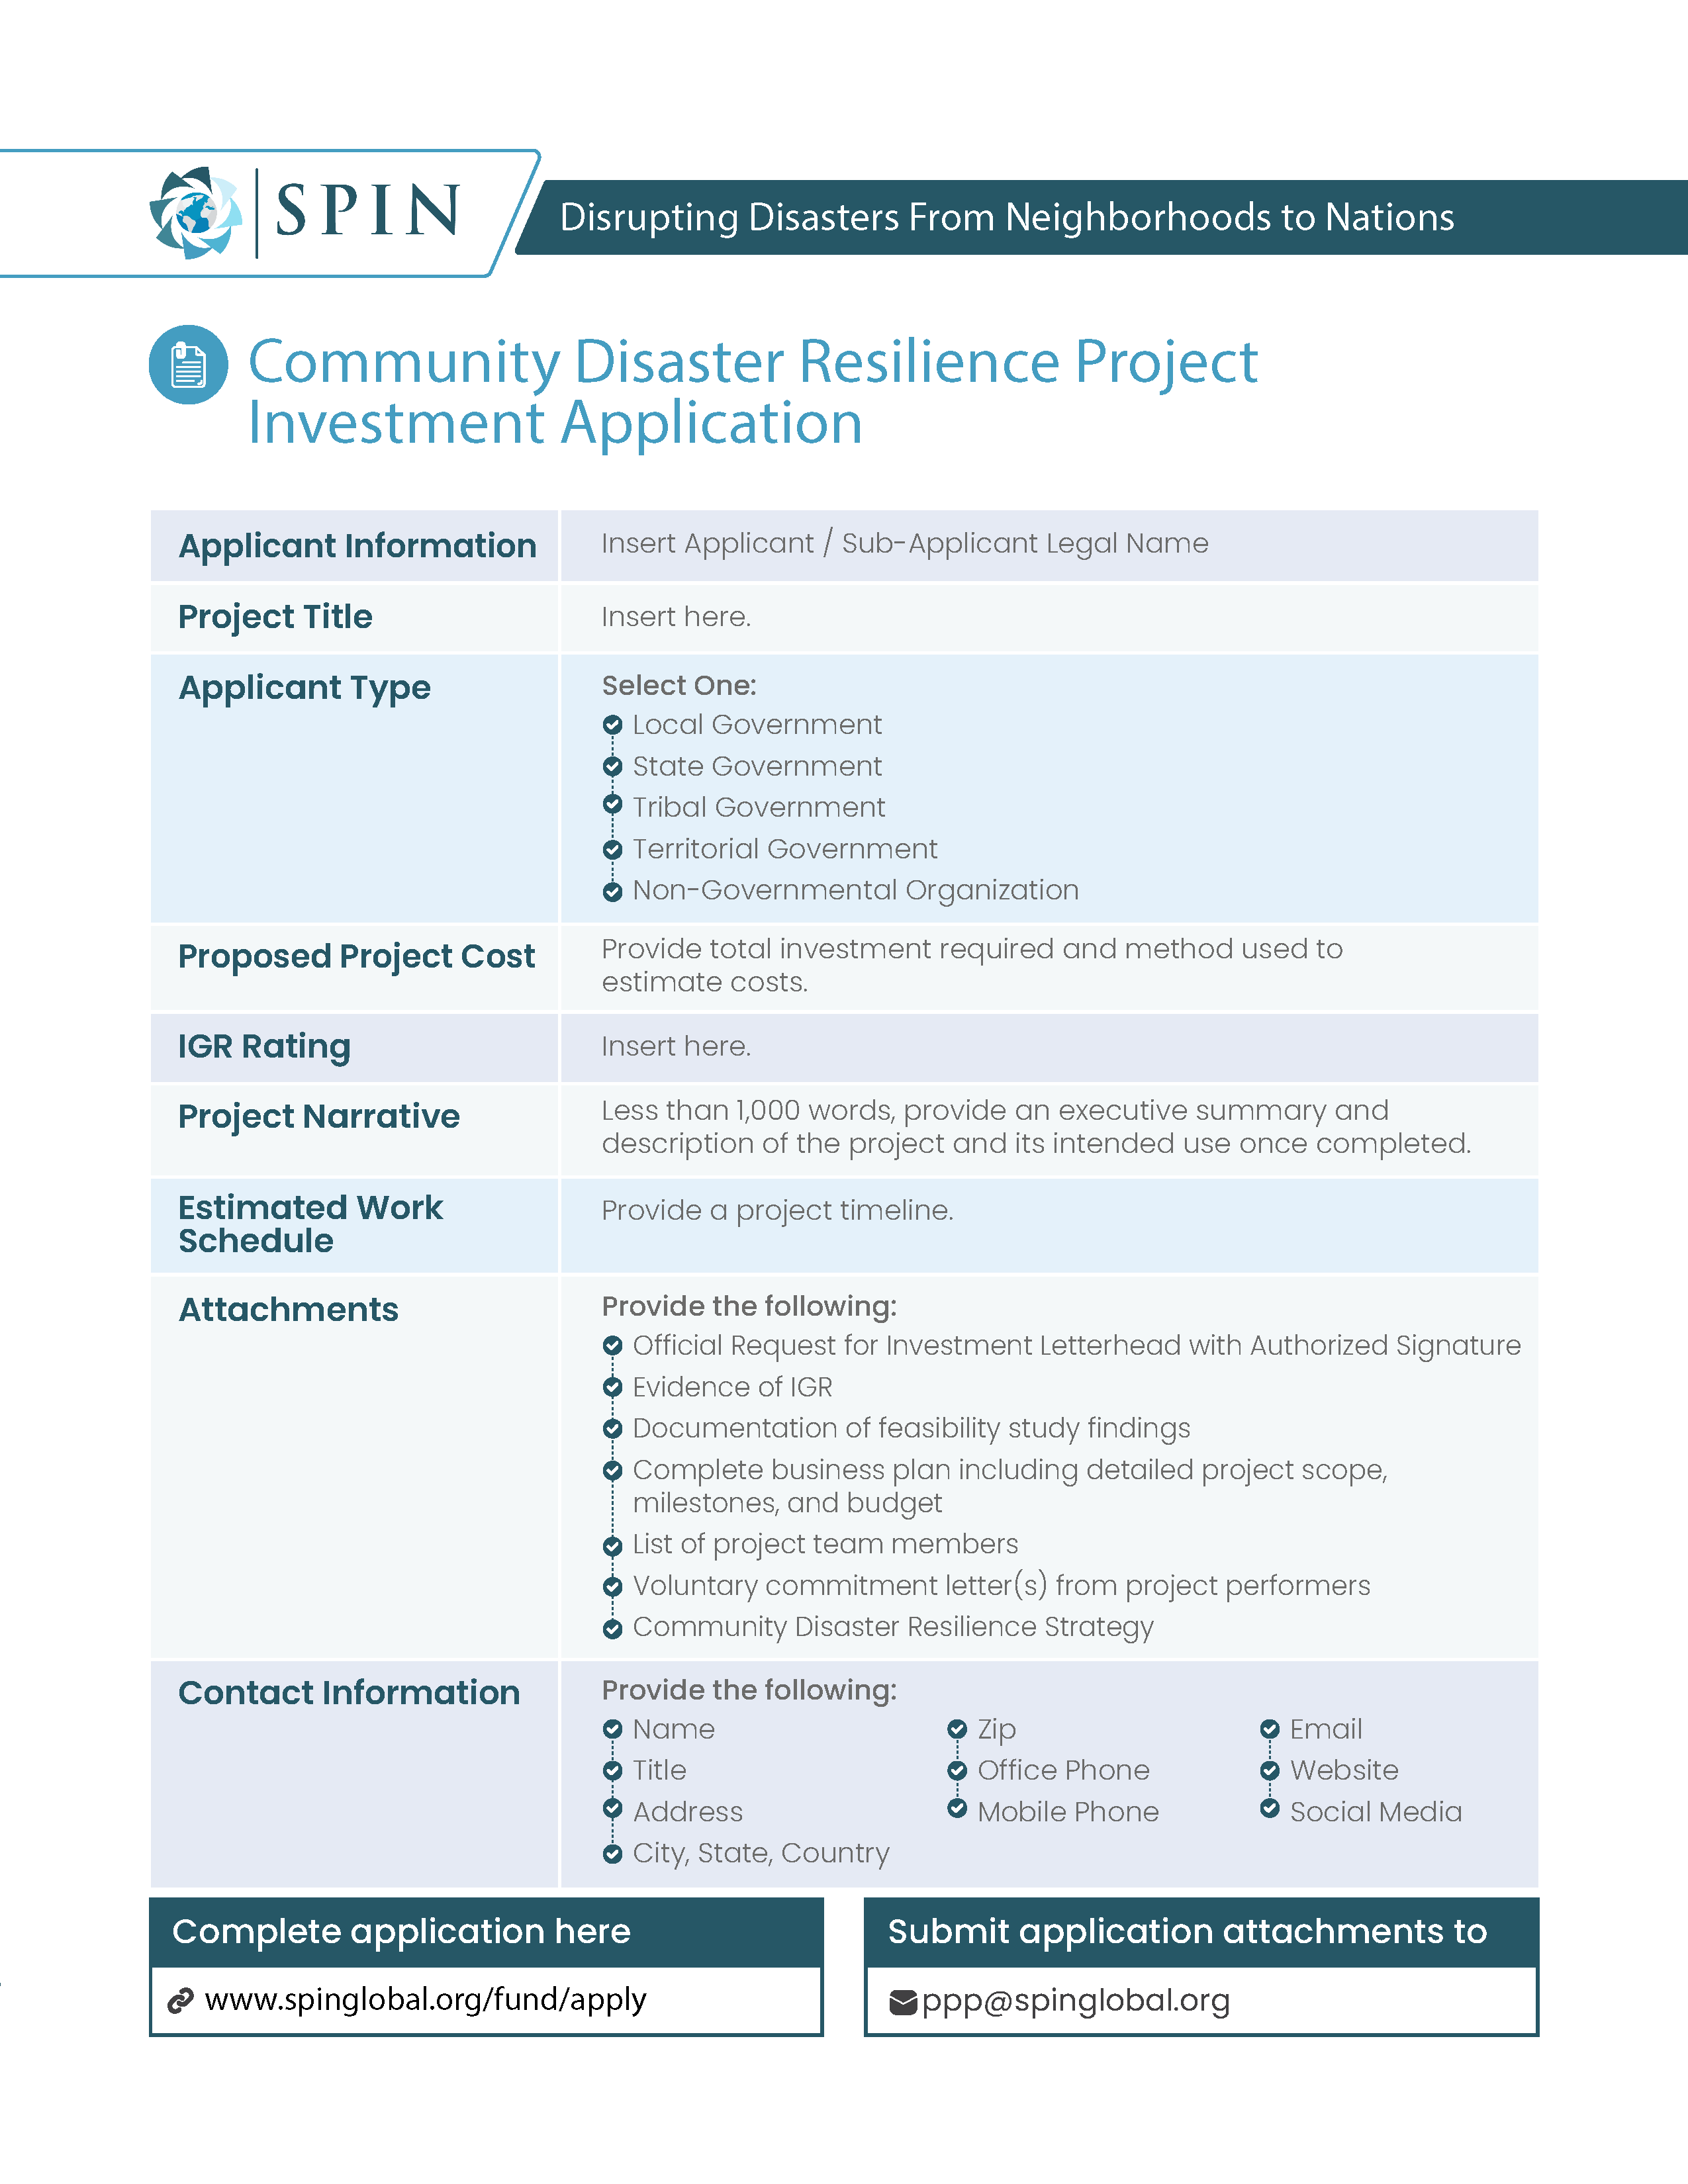 SPIN
Disrupting Disasters From Neighborhoods to Nations
Community Disaster Resilience Project
Investment Application
Applicant Information
Insert Applicant / Sub-Applicant Legal Name
Project Title
Insert here.
Applicant Type
Select One:
Local Government
State Government
Tribal Government
Territorial Government
Non-Governmental Organization
Proposed Project Cost
Provide total investment required and method used to
estimate costs.
IGR Rating
Insert here.
Project Narrative
Less than 1,000 words, provide an executive summary and
description of the project and its intended use once completed.
Estimated Work
Schedule
Provide a project timeline.
Attachments
Provide the following:
Official Request for Investment Letterhead with Authorized Signature
Evidence of IGR
Documentation of feasibility study findings
Complete business plan including detailed project scope,
milestones, and budget
List of project team members
Voluntary commitment letter(s) from project performers
Community Disaster Resilience Strategy
Contact Information
Provide the following:
Name
Title
Address
City, State, Country
Zip
Office Phone
Mobile Phone
Email
Website
Social Media
Complete application here
www.spinglobal.org/fund/apply
Submit application attachments to
ppp@spinglobal.org